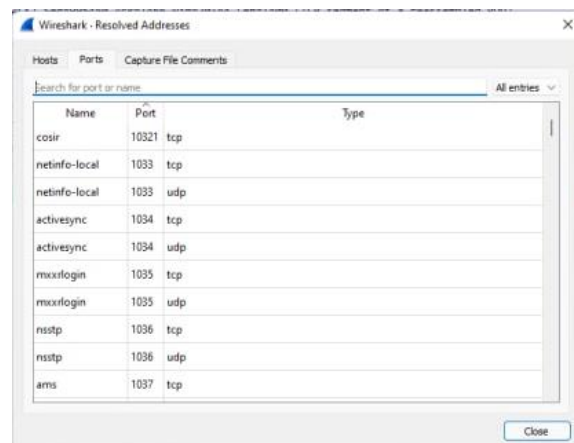 Wireshark - Resolved Addresses
Hosts Ports Capture File Comments
Search for port or name All entries
Name Port Type
cosir 10321 tcp
netinfo-local 1033 tcp
netinfo-local 1033 udp
activesync 1034 tcp
activesync 1034 udp
mxxrlogin 1035 tcp
mxxrlogin 1035 udp
nsstp 1036 tcp
nsstp 1036 udp
ams 1037 tcp
Close